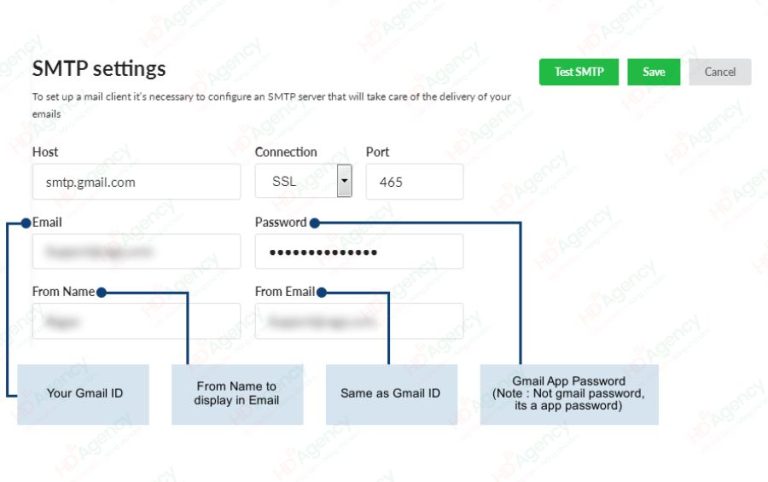 SMTP settings
Test SMTP
Save
Cancel
To set up a mail client it's necessary to configure an SMTP server that will take care of the delivery of your
emails
Host
Connection
Port
smtp.gmail.com
SSL
465
Email
Password
From Name
From Email
Your Gmail ID
From Name to
display in Email
Same as Gmail ID
Gmail App Password
(Note : Not gmail password,
its a app password)
HD Agency